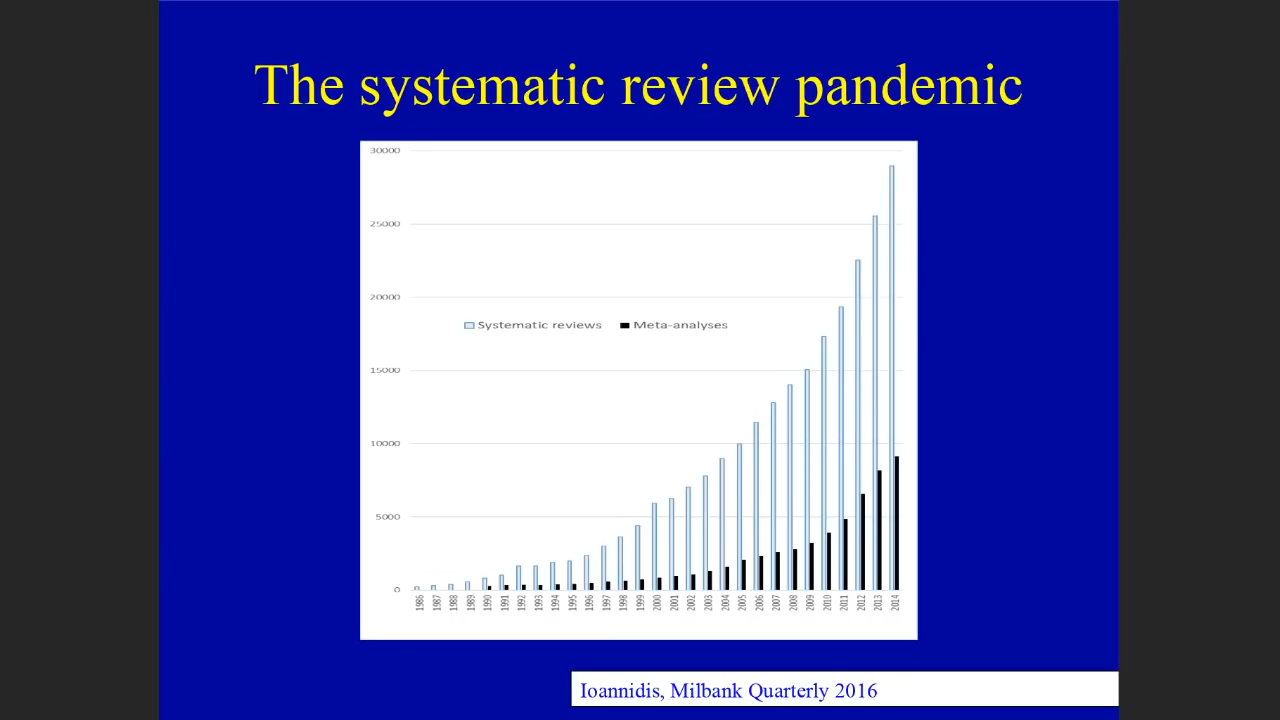 The systematic review pandemic
30000
25000
20000
Systematic reviews Meta-analyses
15000
10000
5000
0
1986 1987 1988 1989 1990 1991 1992 1993 1994 1995 1996 1997 1998 1999 2000 2001 2002 2003 2004 2005 2006 2007 2008 2009 2010 2011 2012 2013 2014
Ioannidis, Milbank Quarterly 2016